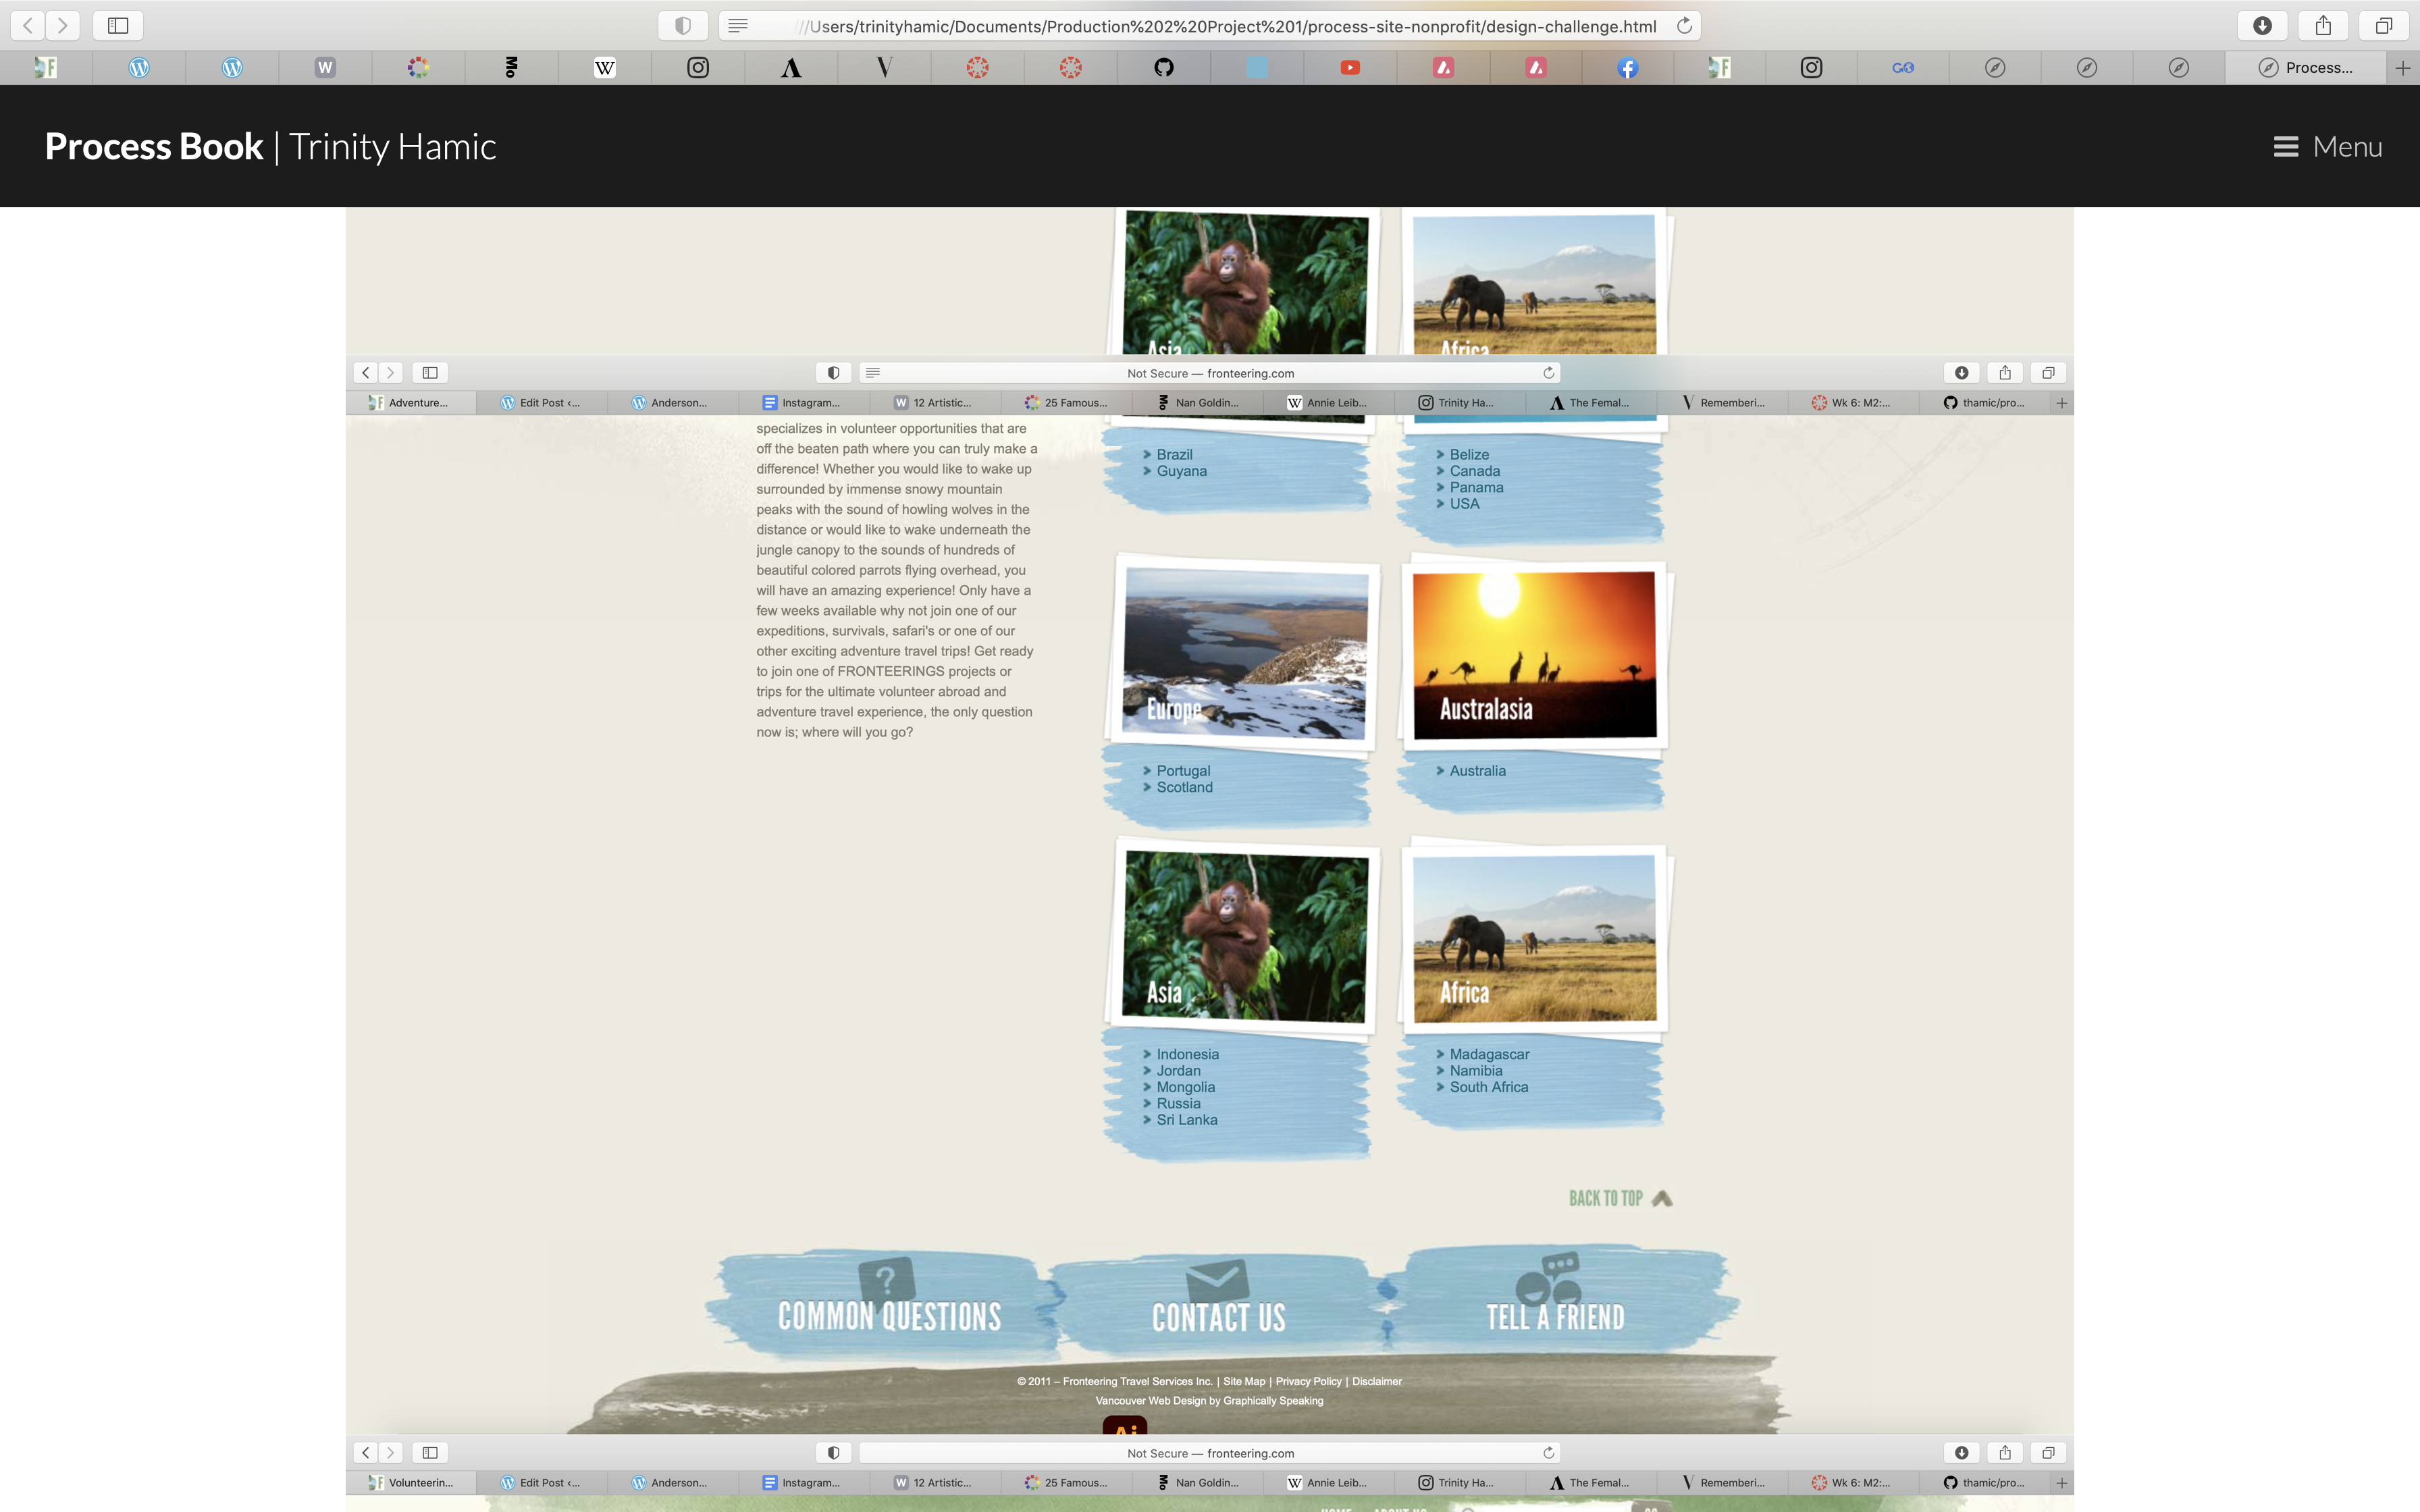 ///Users/trinityhamic/Documents/Production%202%20Project%201/process-site-nonprofit/design-challenge.html
Process...
Process Book | Trinity Hamic
Menu
Asia
Africa
Not Secure — fronteering.com
Adventure...
Edit Post ‹...
Anderson...
Instagram...
12 Artistic...
25 Famous...
Nan Goldin...
Annie Leib...
Trinity Ha...
The Femal...
Rememberi...
Wk 6: M2:...
thamic/pro...
specializes in volunteer opportunities that are
off the beaten path where you can truly make a
difference! Whether you would like to wake up
surrounded by immense snowy mountain
peaks with the sound of howling wolves in the
distance or would like to wake underneath the
jungle canopy to the sounds of hundreds of
beautiful colored parrots flying overhead, you
will have an amazing experience! Only have a
few weeks available why not join one of our
expeditions, survivals, safari's or one of our
other exciting adventure travel trips! Get ready
to join one of FRONTEERINGS projects or
trips for the ultimate volunteer abroad and
adventure travel experience, the only question
now is; where will you go?
Brazil
Guyana
Belize
Canada
Panama
USA
Europe
Portugal
Scotland
Australasia
Australia
Asia
Indonesia
Jordan
Mongolia
Russia
Sri Lanka
Africa
Madagascar
Namibia
South Africa
BACK TO TOP
COMMON QUESTIONS
CONTACT US
TELL A FRIEND
© 2011 – Fronteering Travel Services Inc. | Site Map | Privacy Policy | Disclaimer
Vancouver Web Design by Graphically Speaking
Ai
Not Secure — fronteering.com
Volunteerin...
Edit Post ‹...
Anderson...
Instagram...
12 Artistic...
25 Famous...
Nan Goldin...
Annie Leib...
Trinity Ha...
The Femal...
Rememberi...
Wk 6: M2:...
thamic/pro...